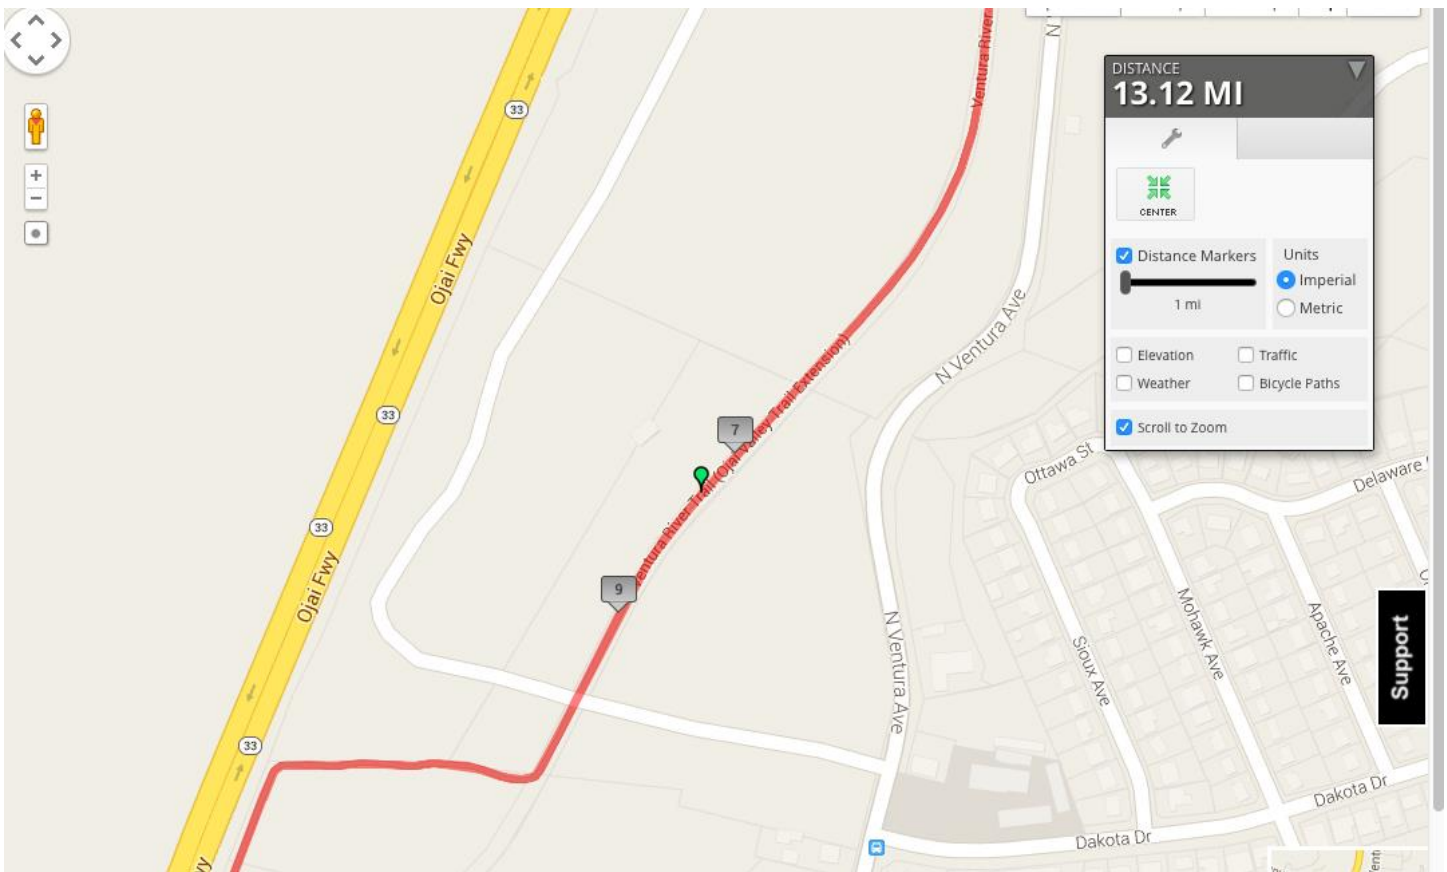 Ventura River
N V
DISTANCE
13.12 MI
33
CENTER
Distance Markers
Units
Imperial
1 mi
Metric
Ojai Fwy
N Ventura Ave
Elevation
Traffic
Weather
Bicycle Paths
33
7
Scroll to Zoom
Ottawa St
Delaware
Ventura River Trail (Ojai Valley Trail Extension)
33
Ojai Fwy
9
N Ventura Ave
Sioux Ave
Mohawk Ave
Apache Ave
Support
33
Dakota Dr
Dakota Dr
wy
enti